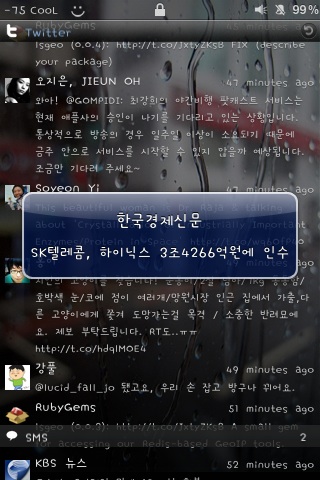 -75 CooL 99%
RubyGems
Twitter
lsgeo (0.0.4): http://t.co/JxtyZKsB FIX (describe
your package)
오지은, JIEUN OH 47 minutes ago
와아! @GOMPIDI: 최강희의 야간비행 팟캐스트 서비스는
현재 애플사의 승인이 나기를 기다리고 있는 상황입니다.
통상적으로 방송의 경우 일주일 이상이 소요되기 때문에
금주 안으로 서비스를 시작할 수 있지 않을까 예상됩니다.
조금만 기다려 주세요~
Soyeon Yi minutes ago
한국경제신문
SK텔레콤, 하이닉스 3조4266억원에 인수
호박색 눈/코에 점이 여러개/망원시장 인근 집에서 가출,다
른 고양이에게 쫓겨 도망가는걸 목격 / 소중한 반려묘에
요. 제보 부탁드립니다. RT도..ㅠㅠ
http://t.co/hdqIMOE4
강풀 49 minutes ago
@lucid_fall_jo 됐고요, 우리 손 잡고 방구나 뀌어요.
RubyGems 51 minutes ago
lsgeo (0.0.3): http://t.co/JxtyZKsB A small gem
SMS 2
for accessing our Redis-based GeoIP tools.
KBS 뉴스 52 minutes ago